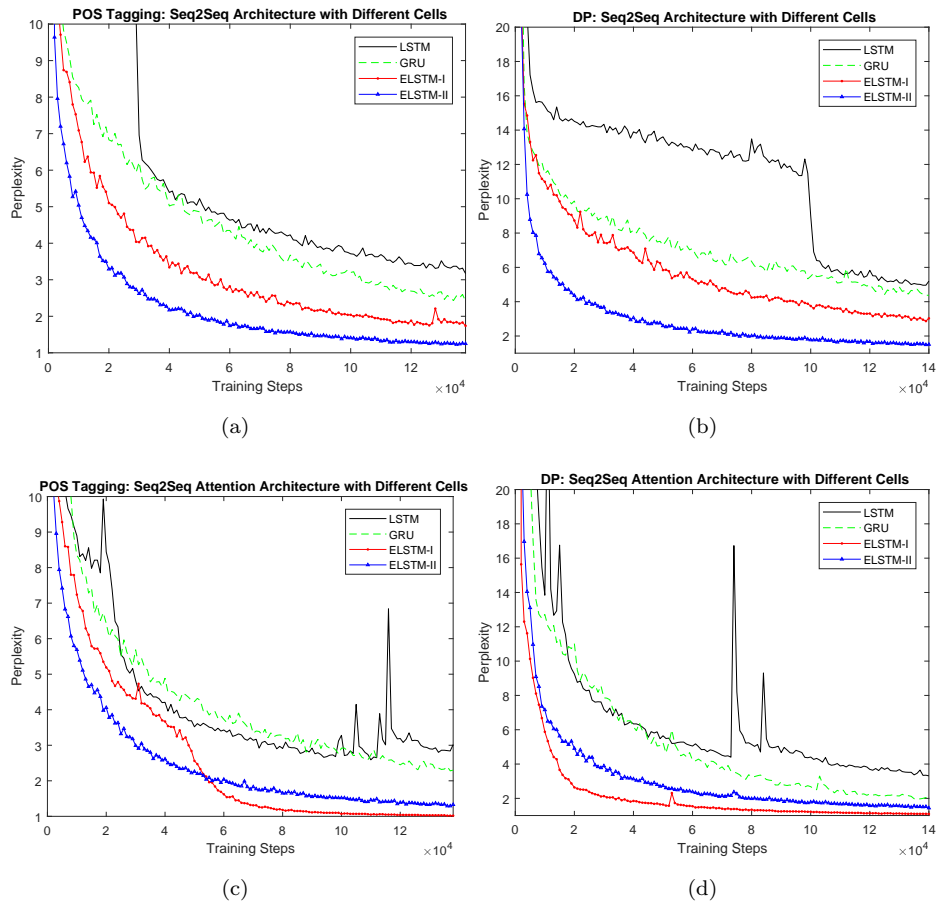 POS Tagging: Seq2Seq Architecture with Different Cells
10
9
8
7
6
5
4
3
2
1
Perplexity
LSTM
GRU
ELSTM-I
ELSTM-II
0 2 4 6 8 10 12
×10^4
Training Steps
(a)
DP: Seq2Seq Architecture with Different Cells
20
18
16
14
12
10
8
6
4
2
Perplexity
LSTM
GRU
ELSTM-I
ELSTM-II
0 2 4 6 8 10 12 14
×10^4
Training Steps
(b)
POS Tagging: Seq2Seq Attention Architecture with Different Cells
10
9
8
7
6
5
4
3
2
1
Perplexity
LSTM
GRU
ELSTM-I
ELSTM-II
0 2 4 6 8 10 12
×10^4
Training Steps
(c)
DP: Seq2Seq Attention Architecture with Different Cells
20
18
16
14
12
10
8
6
4
2
Perplexity
LSTM
GRU
ELSTM-I
ELSTM-II
0 2 4 6 8 10 12 14
×10^4
Training Steps
(d)